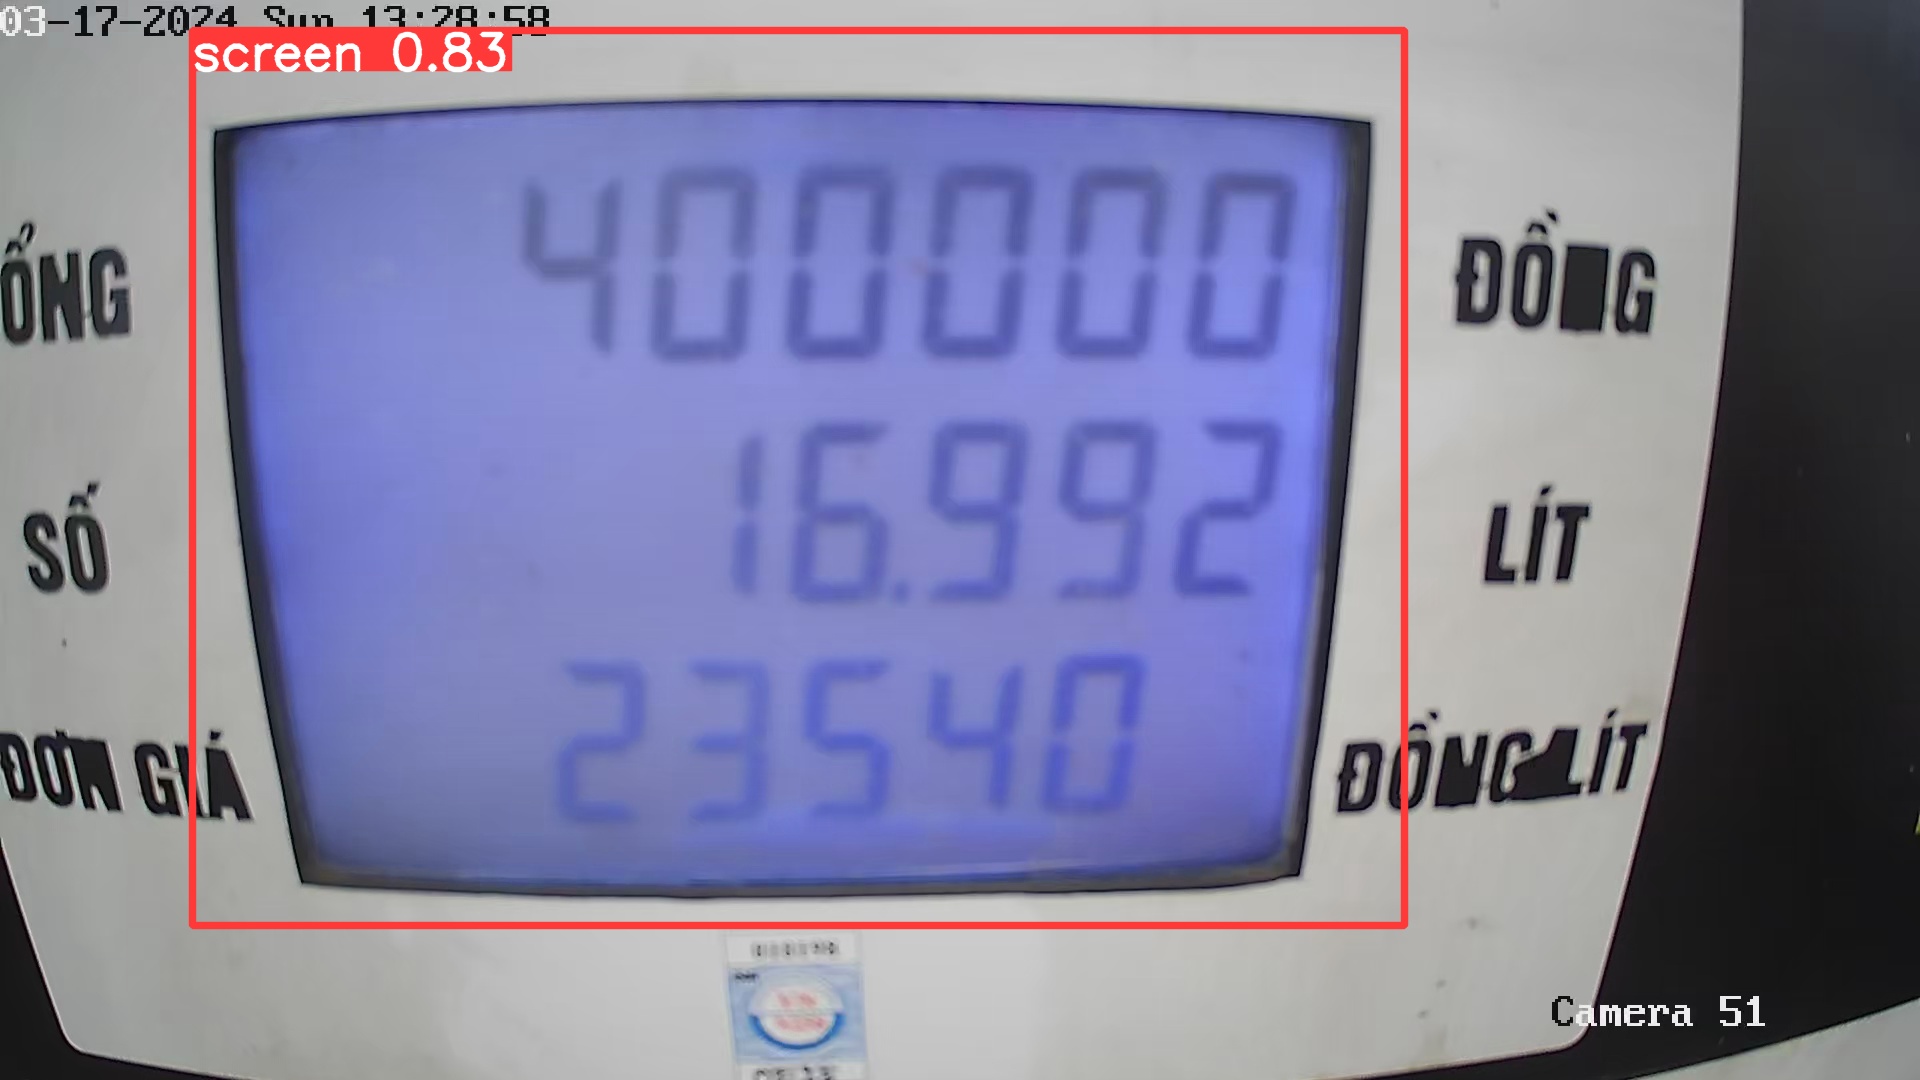 03-17-2024 Sun 13:28:58
screen 0.83
ỔNG 400000 ĐỒNG
SỐ 16.992 LÍT
ĐƠN GIÁ 23540 ĐỒNG/LÍT
Camera 51